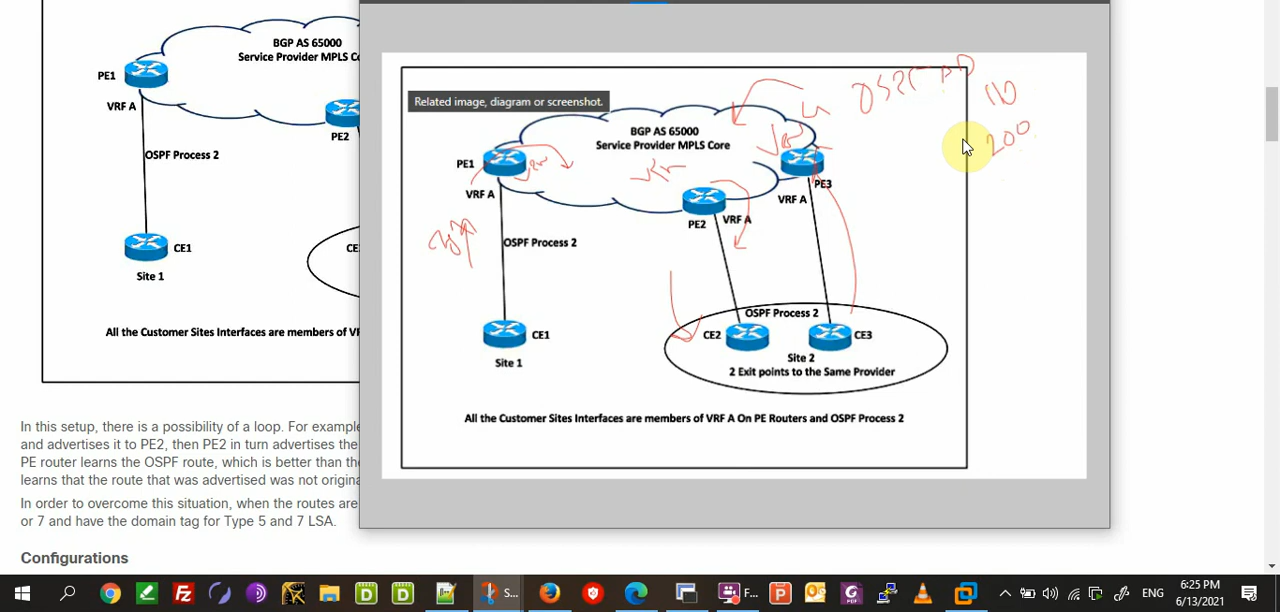 BGP AS 65000
Service Provider MPLS C
PE1
VRF A
PE2
OSPF Process 2
CE1
CE
Site 1
All the Customer Sites Interfaces are members of VF
In this setup, there is a possibility of a loop. For example
and advertises it to PE2, then PE2 in turn advertises the
PE router learns the OSPF route, which is better than the
learns that the route that was advertised was not origina
In order to overcome this situation, when the routes are
or 7 and have the domain tag for Type 5 and 7 LSA.
Configurations
Related image, diagram or screenshot.
BGP AS 65000
Service Provider MPLS Core
PE1
VRF A
PE2
VRF A
PE3
VRF A
OSPF Process 2
OSPF Process 2
CE1
CE2
CE3
Site 1
Site 2
2 Exit points to the Same Provider
All the Customer Sites Interfaces are members of VRF A On PE Routers and OSPF Process 2
OSPF
110
200
S...
F...
ENG
6:25 PM
6/13/2021